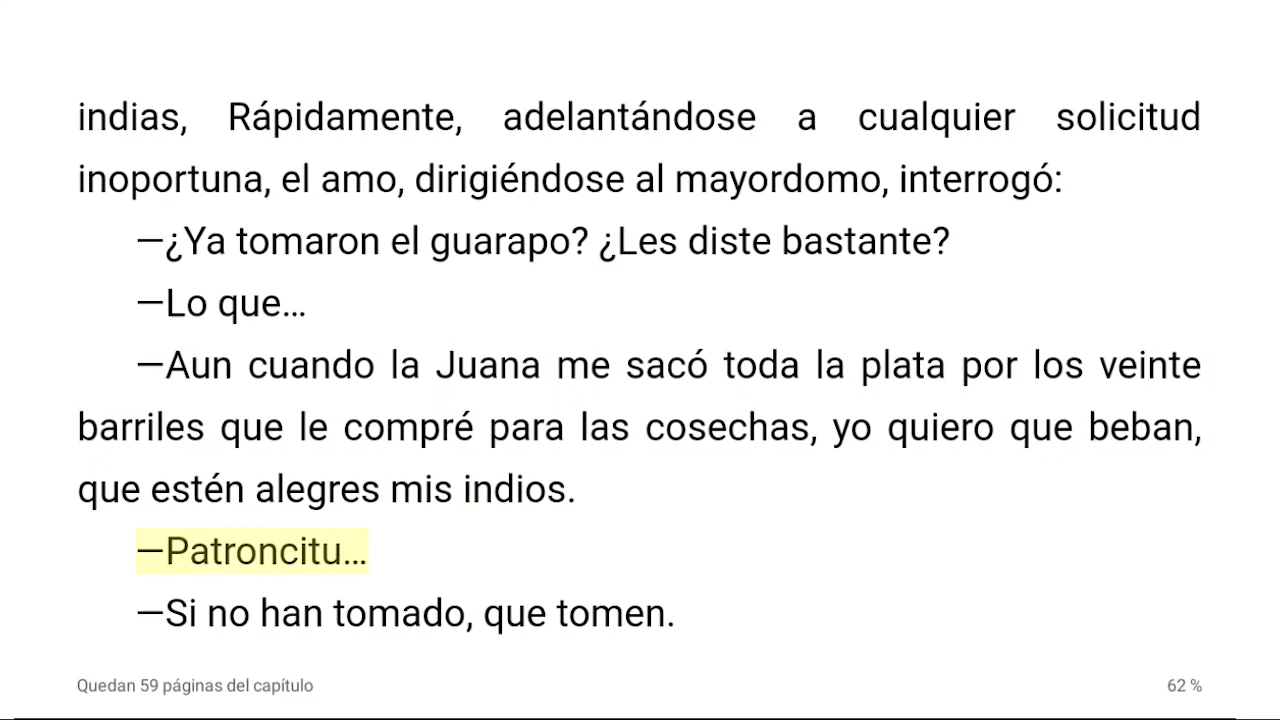 indias, Rápidamente, adelantándose a cualquier solicitud
inoportuna, el amo, dirigiéndose al mayordomo, interrogó:
—¿Ya tomaron el guarapo? ¿Les diste bastante?
—Lo que…
—Aun cuando la Juana me sacó toda la plata por los veinte
barriles que le compré para las cosechas, yo quiero que beban,
que estén alegres mis indios.
—Patroncitu…
—Si no han tomado, que tomen.
Quedan 59 páginas del capítulo
62 %